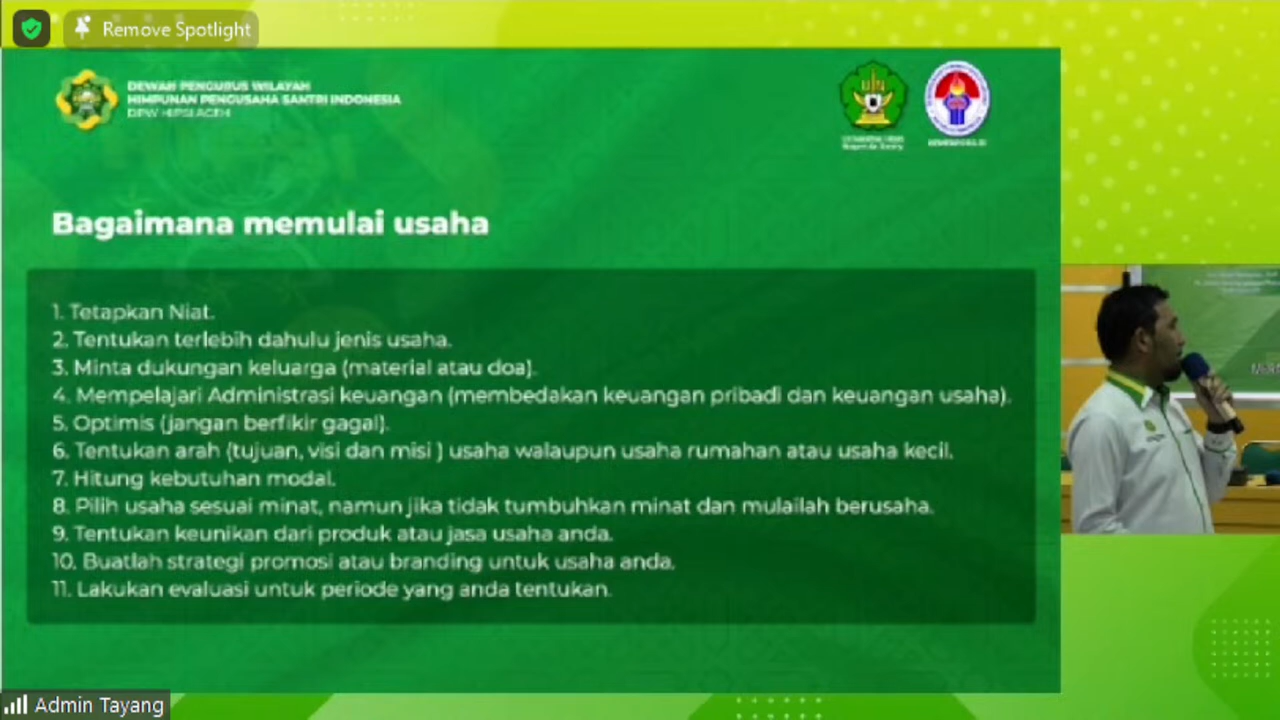 Remove Spotlight
DEWAN PENGURUS WILAYAH
HIMPUNAN PENGUSAHA SANTRI INDONESIA
DPW HIPSI ACEH
Bagaimana memulai usaha
1. Tetapkan Niat.
2. Tentukan terlebih dahulu jenis usaha.
3. Minta dukungan keluarga (material atau doa).
4. Mempelajari Administrasi keuangan (membedakan keuangan pribadi dan keuangan usaha).
5. Optimis (jangan berfikir gagal).
6. Tentukan arah (tujuan, visi dan misi ) usaha walaupun usaha rumahan atau usaha kecil.
7. Hitung kebutuhan modal.
8. Pilih usaha sesuai minat, namun jika tidak tumbuhkan minat dan mulailah berusaha.
9. Tentukan keunikan dari produk atau jasa usaha anda.
10. Buatlah strategi promosi atau branding untuk usaha anda.
11. Lakukan evaluasi untuk periode yang anda tentukan.
Admin Tayang